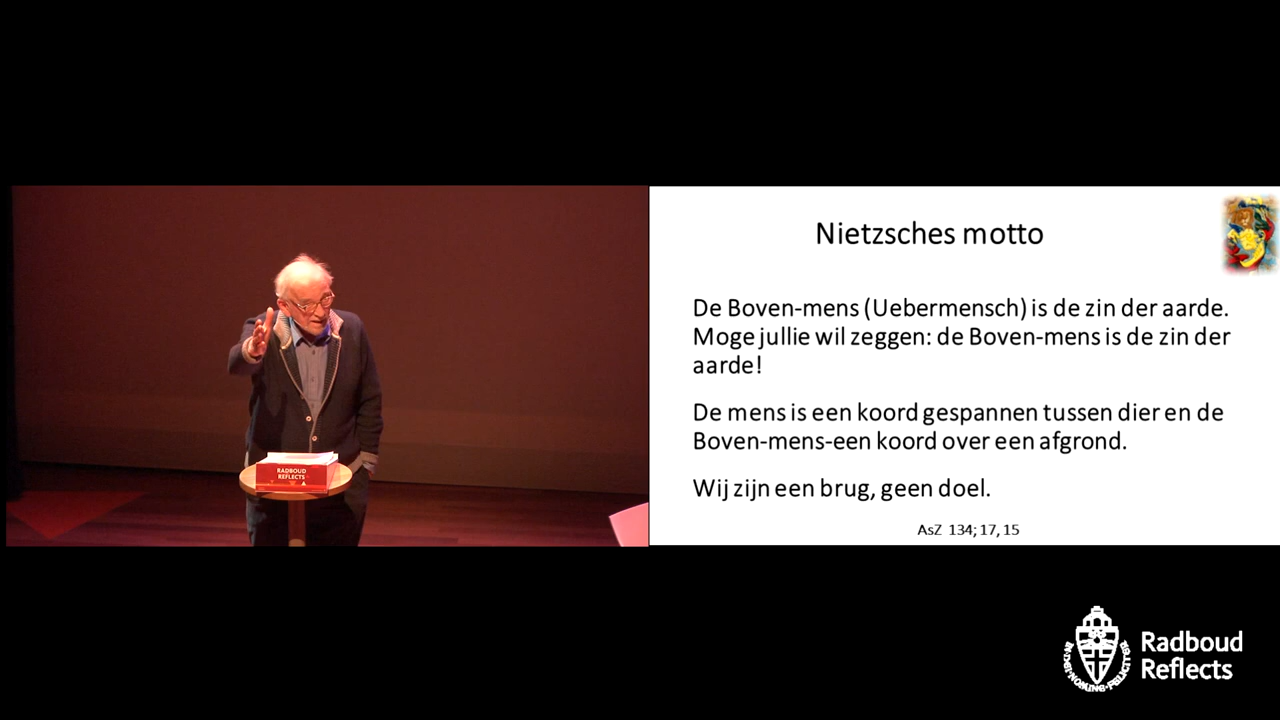 Nietzsches motto
De Boven-mens (Uebermensch) is de zin der aarde.
Moge jullie wil zeggen: de Boven-mens is de zin der
aarde!
De mens is een koord gespannen tussen dier en de
Boven-mens-een koord over een afgrond.
Wij zijn een brug, geen doel.
AsZ 134; 17, 15
RADBOUD
REFLECTS
Radboud
Reflects